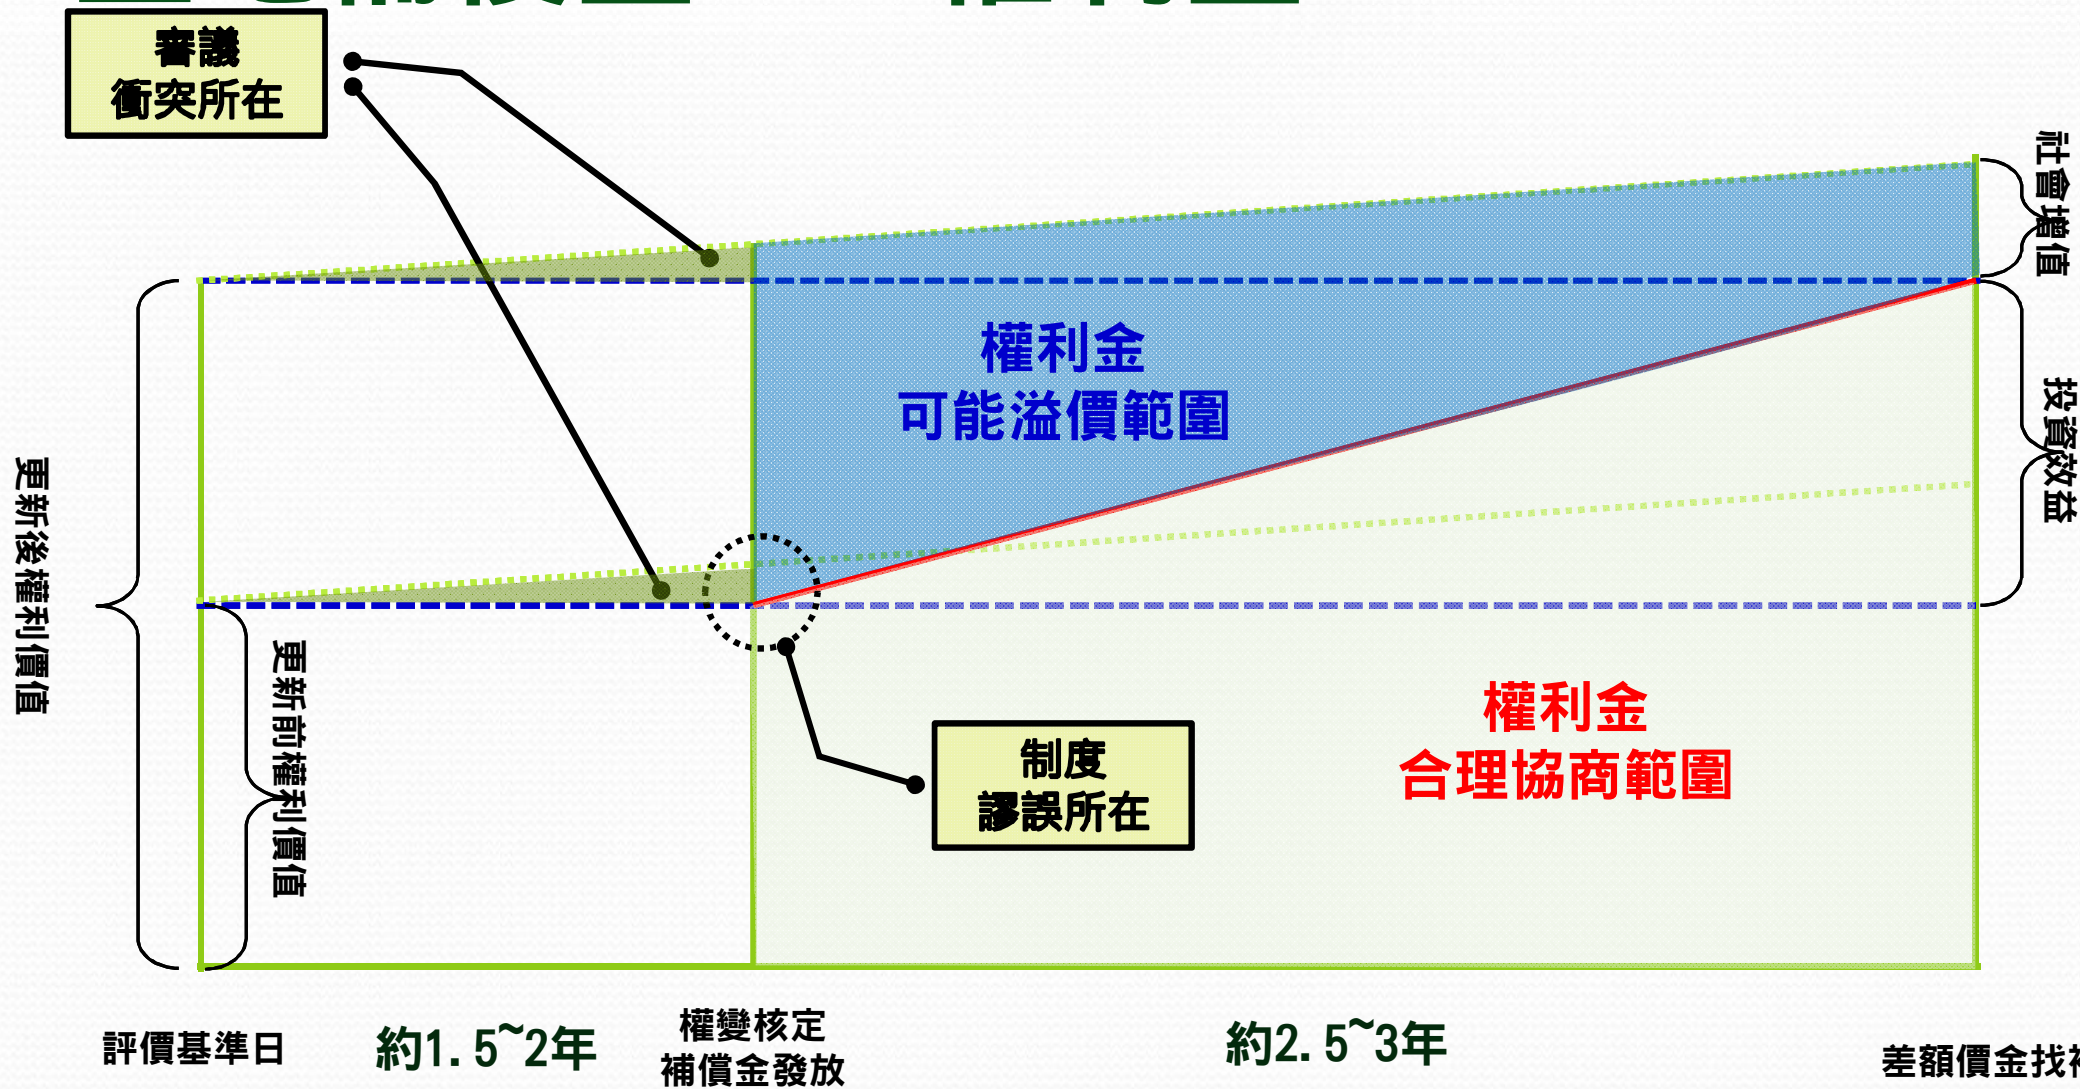 審議
衝突所在
社會增值
權利金
可能溢價範圍
投資效益
更新後權利價值
更新前權利價值
權利金
合理協商範圍
制度
謬誤所在
評價基準日
約1.5~2年
權變核定
補償金發放
約2.5~3年
差額價金找